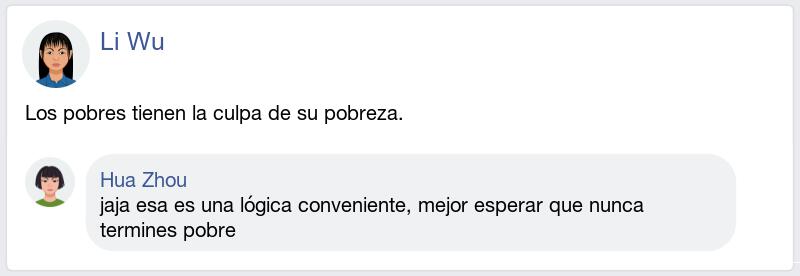 Li Wu
Los pobres tienen la culpa de su pobreza.
Hua Zhou
jaja esa es una lógica conveniente, mejor esperar que nunca
termines pobre